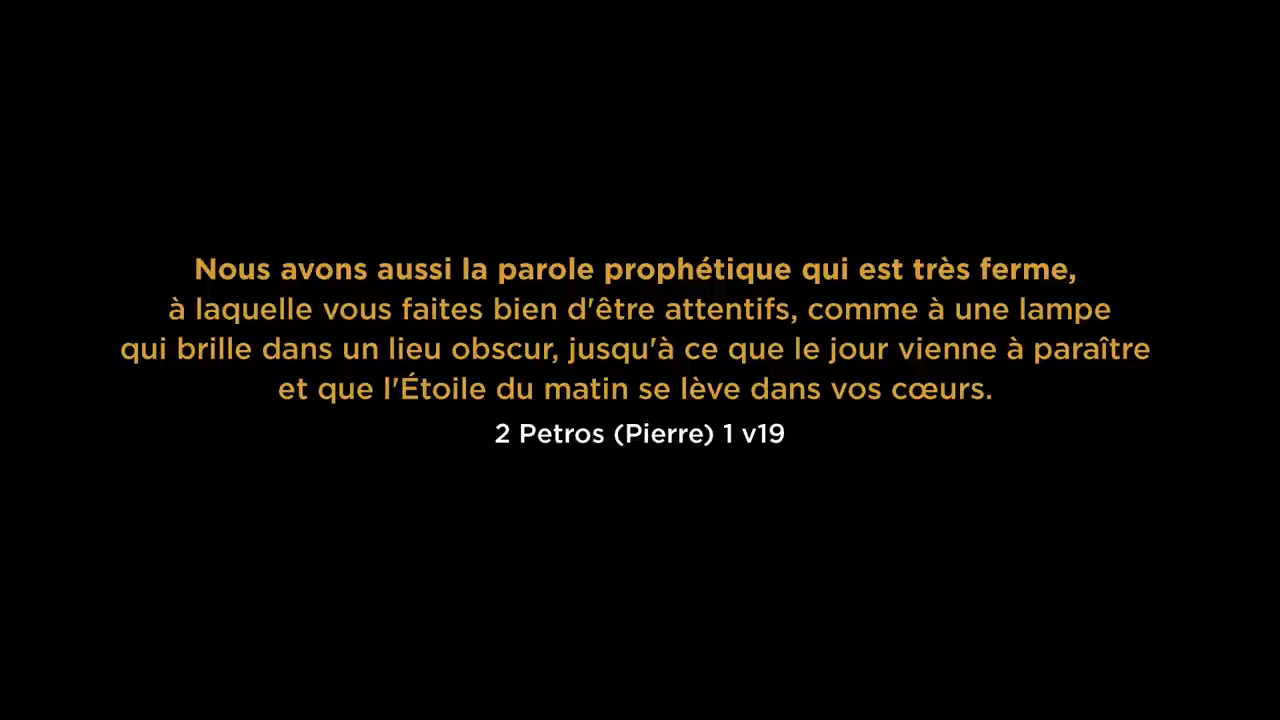 Nous avons aussi la parole prophétique qui est très ferme,
à laquelle vous faites bien d'être attentifs, comme à une lampe
qui brille dans un lieu obscur, jusqu'à ce que le jour vienne à paraître
et que l'Étoile du matin se lève dans vos cœurs.
2 Petros (Pierre) 1 v19